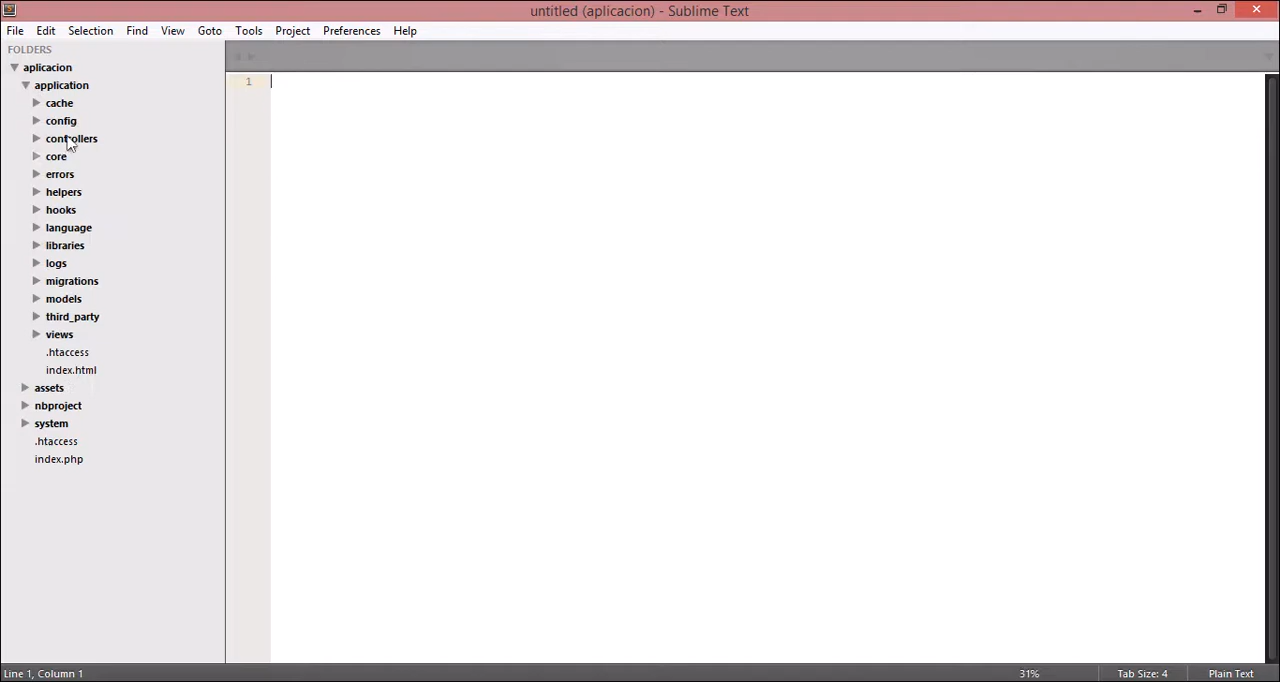 untitled (aplicacion) - Sublime Text
File Edit Selection Find View Goto Tools Project Preferences Help
FOLDERS
aplicacion
application
cache
config
controllers
core
errors
helpers
hooks
language
libraries
logs
migrations
models
third_party
views
.htaccess
index.html
assets
nbproject
system
.htaccess
index.php
1
Line 1, Column 1 31% Tab Size: 4 Plain Text